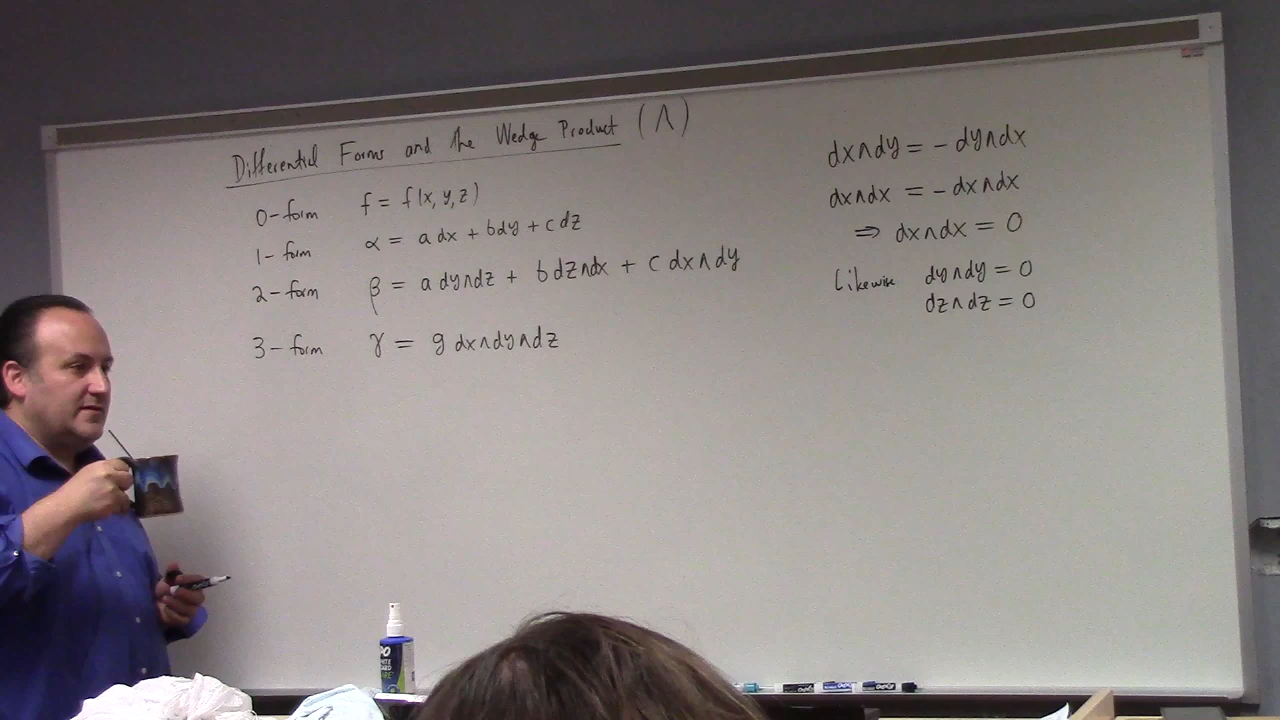 Differential Forms and the Wedge Product (∧)
0-form f = f(x, y, z)
1-form α = a dx + b dy + c dz
2-form β = a dy∧dz + b dz∧dx + c dx∧dy
3-form γ = g dx∧dy∧dz
dx∧dy = - dy∧dx
dx∧dx = - dx∧dx
⇒ dx∧dx = 0
Likewise dy∧dy = 0
dz∧dz = 0